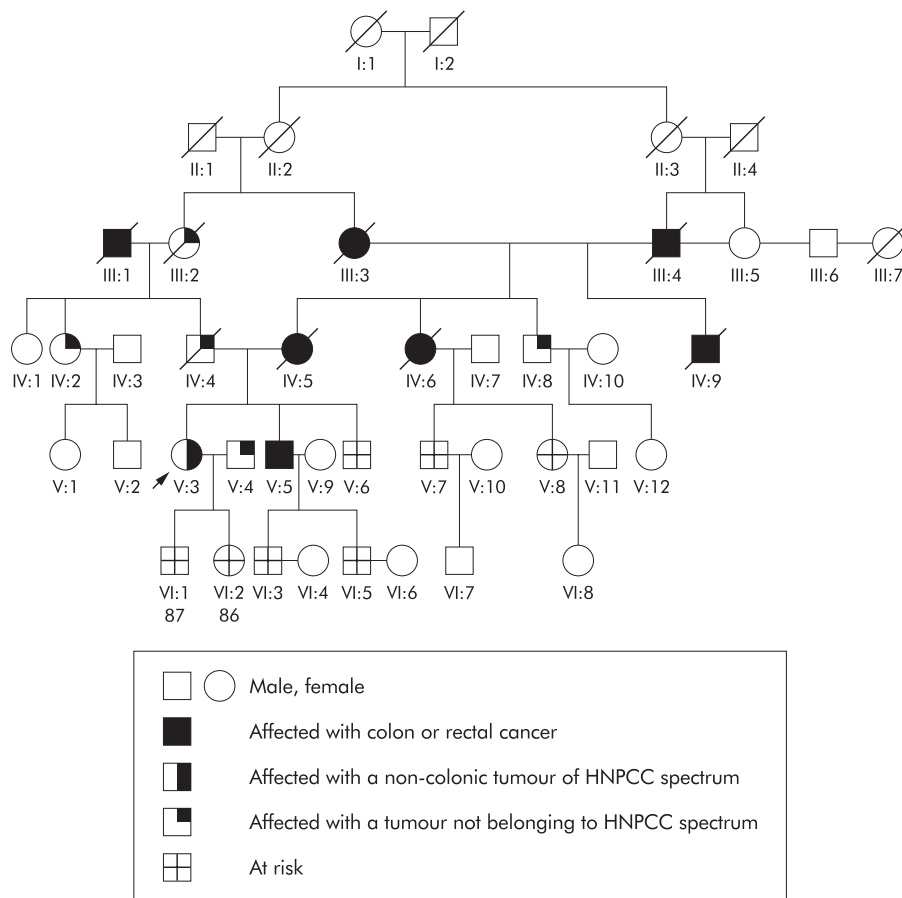 I:1 I:2
II:1 II:2 II:3 II:4
III:1 III:2 III:3 III:4 III:5 III:6 III:7
IV:1 IV:2 IV:3 IV:4 IV:5 IV:6 IV:7 IV:8 IV:10 IV:9
V:1 V:2 V:3 V:4 V:5 V:9 V:6 V:7 V:10 V:8 V:11 V:12
VI:1 VI:2 VI:3 VI:4 VI:5 VI:6 VI:7 VI:8
87 86
Male, female
Affected with colon or rectal cancer
Affected with a non-colonic tumour of HNPCC spectrum
Affected with a tumour not belonging to HNPCC spectrum
At risk